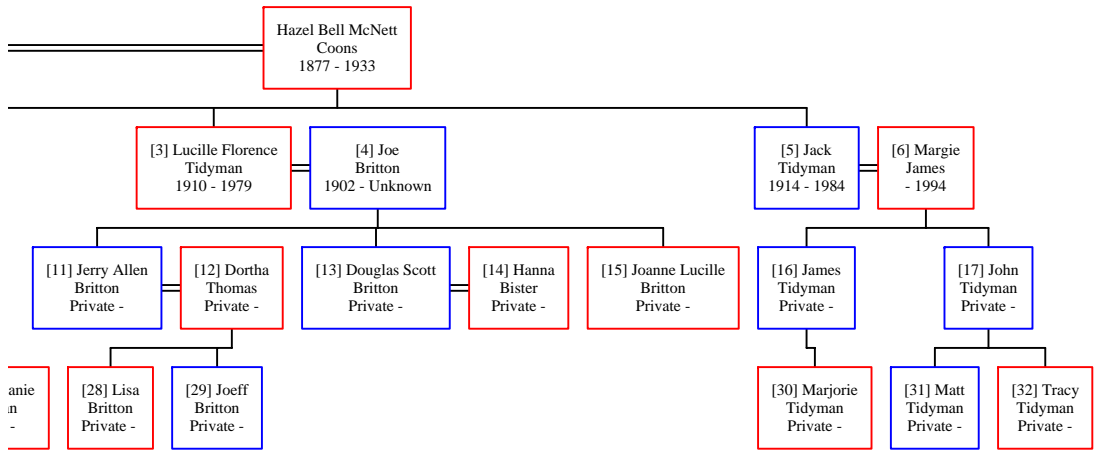 Hazel Bell McNett
Coons
1877 - 1933
[3] Lucille Florence
Tidyman
1910 - 1979
[4] Joe
Britton
1902 - Unknown
[5] Jack
Tidyman
1914 - 1984
[6] Margie
James
- 1994
[11] Jerry Allen
Britton
Private -
[12] Dortha
Thomas
Private -
[13] Douglas Scott
Britton
Private -
[14] Hanna
Bister
Private -
[15] Joanne Lucille
Britton
Private -
[16] James
Tidyman
Private -
[17] John
Tidyman
Private -
anie
n
-
[28] Lisa
Britton
Private -
[29] Joeff
Britton
Private -
[30] Marjorie
Tidyman
Private -
[31] Matt
Tidyman
Private -
[32] Tracy
Tidyman
Private -